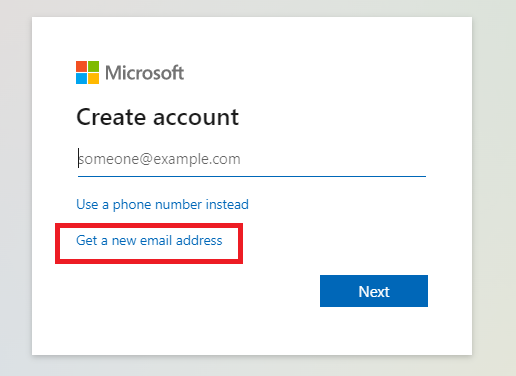 Microsoft
Create account
someone@example.com
Use a phone number instead
Get a new email address
Next